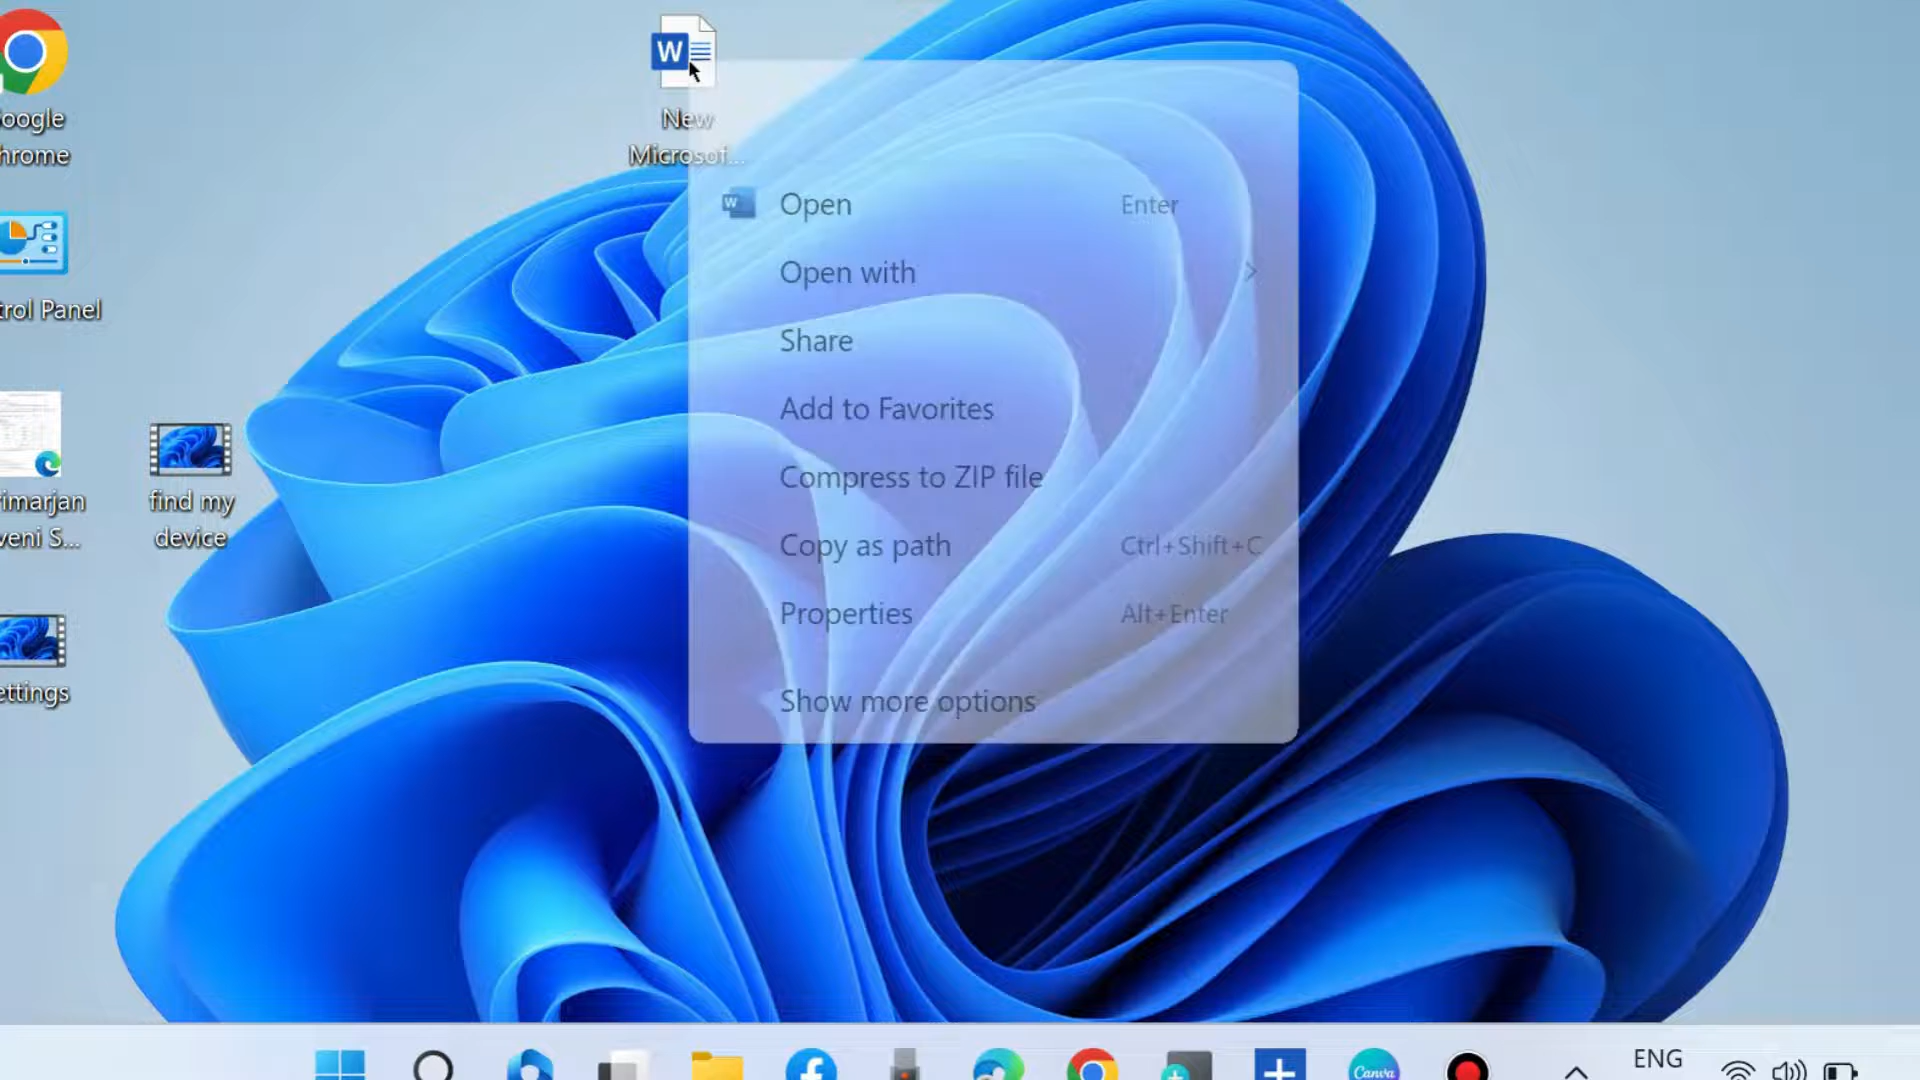 oogle
hrome
trol Panel
imarjan
veni S...
find my
device
ettings
W
New
Microsof...
W Open Enter
Open with
Share
Add to Favorites
Compress to ZIP file
Copy as path Ctrl+Shift+C
Properties Alt+Enter
Show more options
Canva
ENG